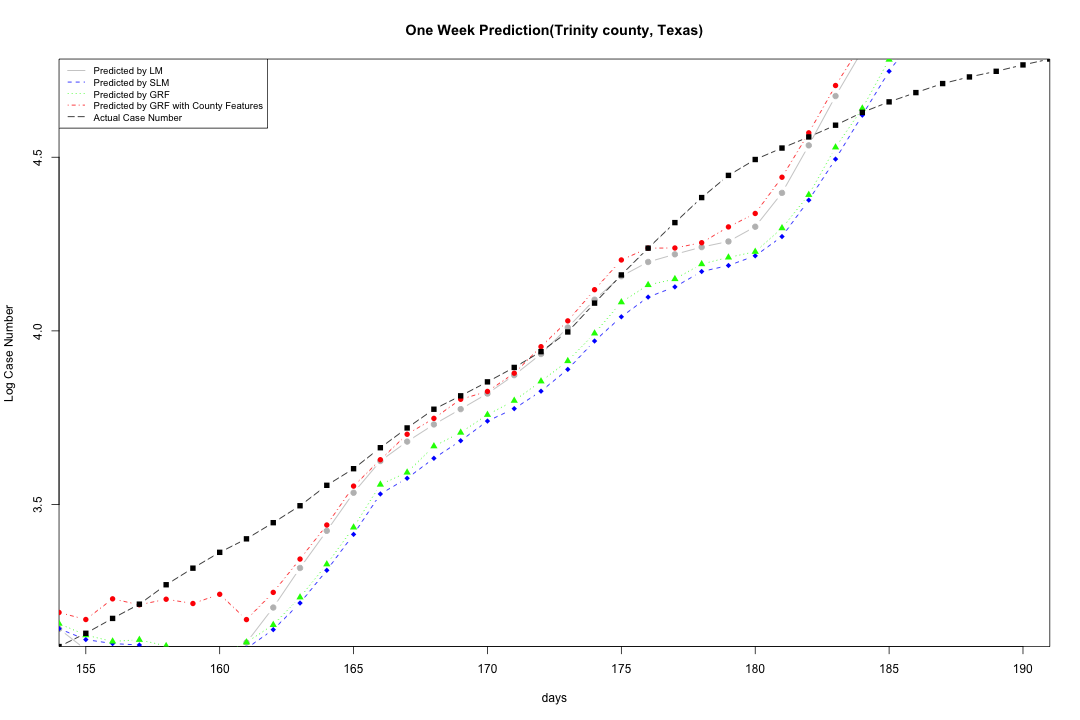 One Week Prediction(Trinity county, Texas)
Predicted by LM
Predicted by SLM
Predicted by GRF
Predicted by GRF with County Features
Actual Case Number
4.5
4.0
3.5
Log Case Number
155 160 165 170 175 180 185 190
days